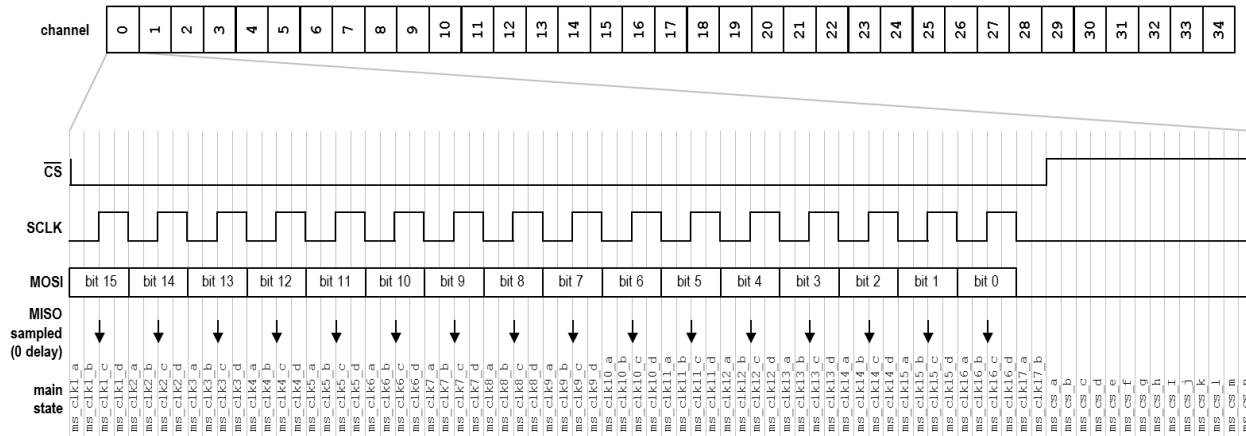 channel 0 1 2 3 4 5 6 7 8 9 10 11 12 13 14 15 16 17 18 19 20 21 22 23 24 25 26 27 28 29 30 31 32 33 34
CS
SCLK
MOSI bit 15 bit 14 bit 13 bit 12 bit 11 bit 10 bit 9 bit 8 bit 7 bit 6 bit 5 bit 4 bit 3 bit 2 bit 1 bit 0
MISO
sampled
(0 delay)
main
state
ms_clk1_a
ms_clk1_b
ms_clk1_c
ms_clk1_d
ms_clk2_a
ms_clk2_b
ms_clk2_c
ms_clk2_d
ms_clk3_a
ms_clk3_b
ms_clk3_c
ms_clk3_d
ms_clk4_a
ms_clk4_b
ms_clk4_c
ms_clk4_d
ms_clk5_a
ms_clk5_b
ms_clk5_c
ms_clk5_d
ms_clk6_a
ms_clk6_b
ms_clk6_c
ms_clk6_d
ms_clk7_a
ms_clk7_b
ms_clk7_c
ms_clk7_d
ms_clk8_a
ms_clk8_b
ms_clk8_c
ms_clk8_d
ms_clk9_a
ms_clk9_b
ms_clk9_c
ms_clk9_d
ms_clk10_a
ms_clk10_b
ms_clk10_c
ms_clk10_d
ms_clk11_a
ms_clk11_b
ms_clk11_c
ms_clk11_d
ms_clk12_a
ms_clk12_b
ms_clk12_c
ms_clk12_d
ms_clk13_a
ms_clk13_b
ms_clk13_c
ms_clk13_d
ms_clk14_a
ms_clk14_b
ms_clk14_c
ms_clk14_d
ms_clk15_a
ms_clk15_b
ms_clk15_c
ms_clk15_d
ms_clk16_a
ms_clk16_b
ms_clk16_c
ms_clk16_d
ms_clk17_a
ms_clk17_b
ms_cs_a
ms_cs_b
ms_cs_c
ms_cs_d
ms_cs_e
ms_cs_f
ms_cs_g
ms_cs_h
ms_cs_I
ms_cs_j
ms_cs_k
ms_cs_l
ms_cs_m
ms_cs_n